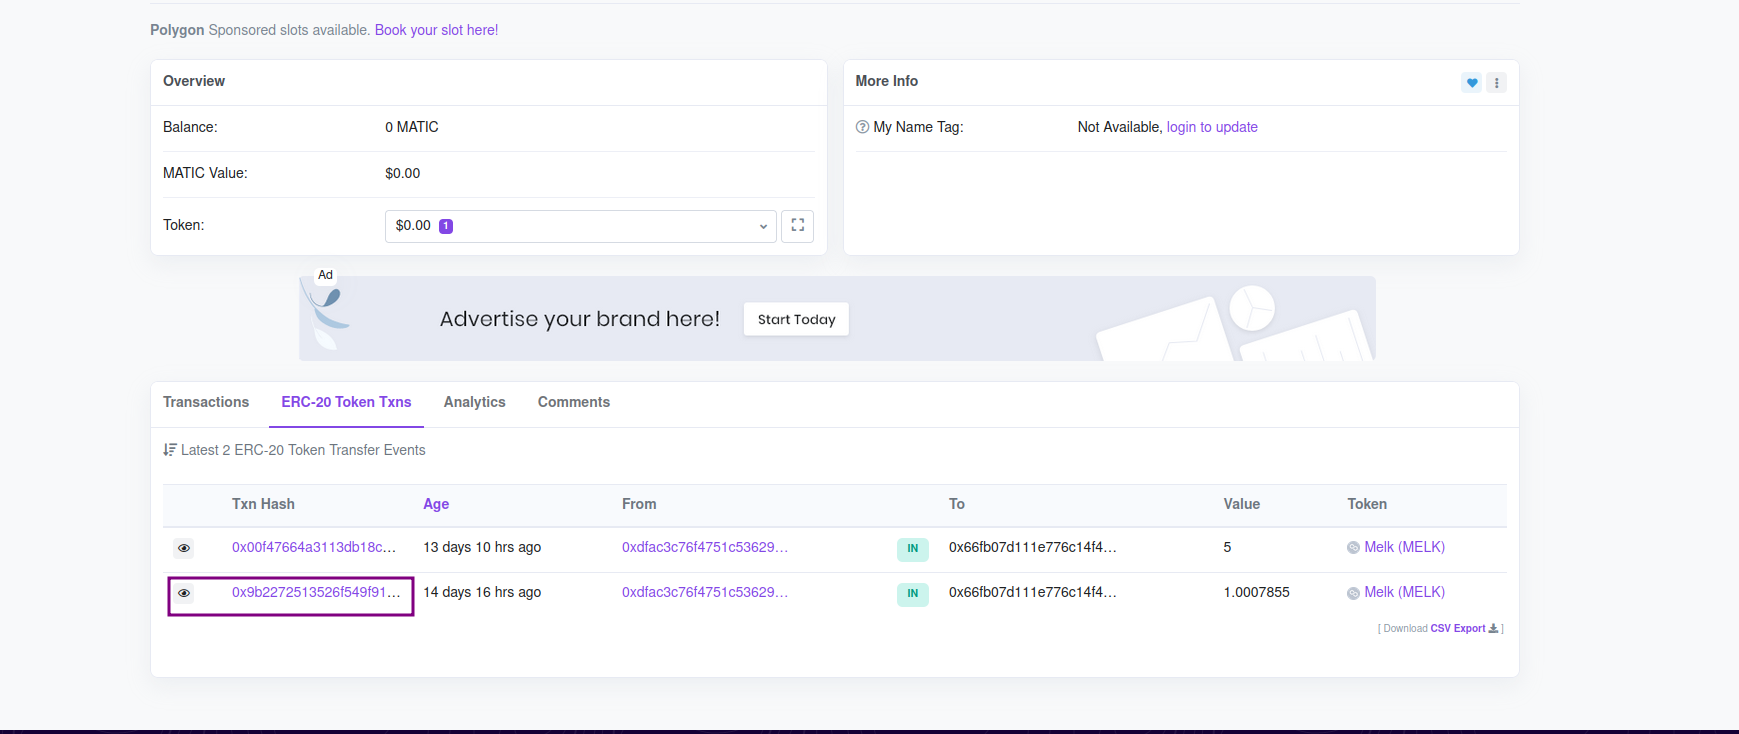 Polygon Sponsored slots available. Book your slot here!
Overview
Balance: 0 MATIC
MATIC Value: $0.00
Token: $0.00 1
More Info
My Name Tag: Not Available, login to update
Ad
Advertise your brand here! Start Today
Transactions ERC-20 Token Txns Analytics Comments
Latest 2 ERC-20 Token Transfer Events
Txn Hash Age From To Value Token
0x00f47664a3113db18c... 13 days 10 hrs ago 0xdfac3c76f4751c53629... IN 0x66fb07d111e776c14f4... 5 Melk (MELK)
0x9b2272513526f549f91... 14 days 16 hrs ago 0xdfac3c76f4751c53629... IN 0x66fb07d111e776c14f4... 1.0007855 Melk (MELK)
[ Download CSV Export ]